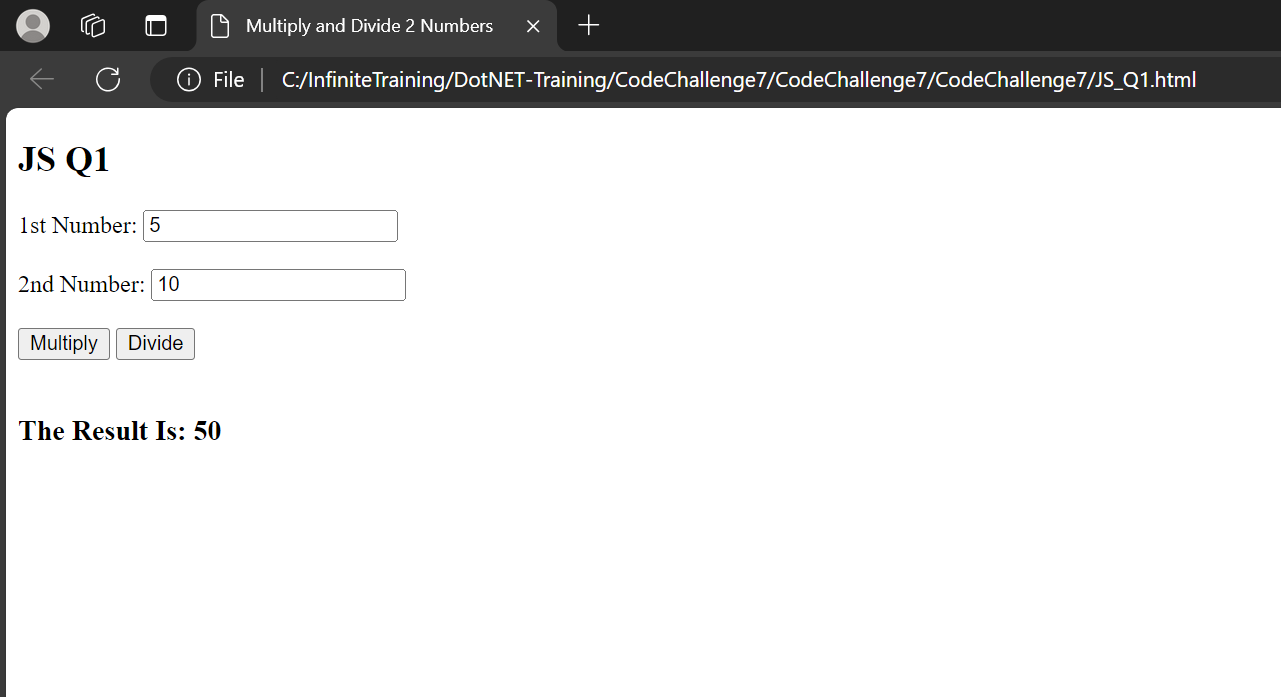 Multiply and Divide 2 Numbers
File C:/InfiniteTraining/DotNET-Training/CodeChallenge7/CodeChallenge7/CodeChallenge7/JS_Q1.html
JS Q1
1st Number: 5
2nd Number: 10
Multiply Divide
The Result Is: 50